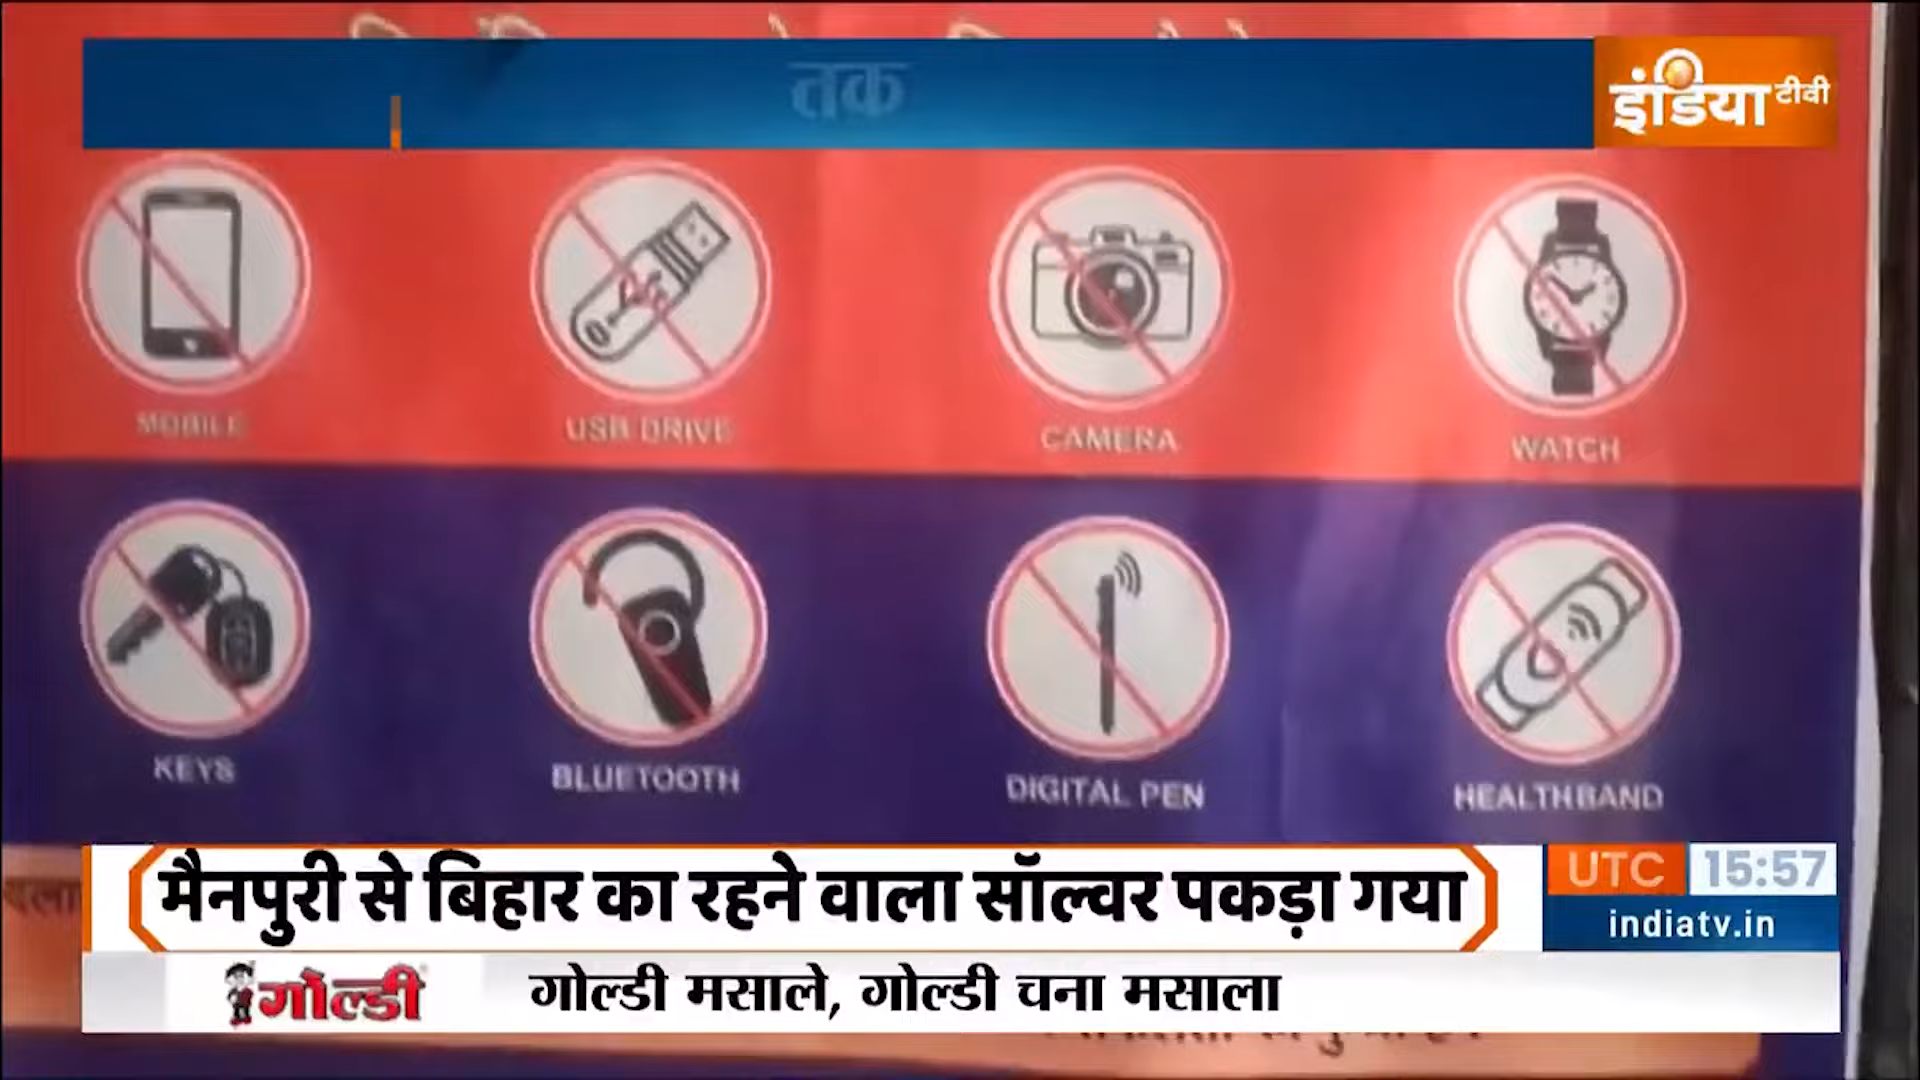 तक
इंडिया टीवी
MOBILE
USB DRIVE
CAMERA
WATCH
KEYS
BLUETOOTH
DIGITAL PEN
HEALTHBAND
मैनपुरी से बिहार का रहने वाला सॉल्वर पकड़ा गया
UTC 15:57
indiatv.in
गोल्डी
गोल्डी मसाले, गोल्डी चना मसाला